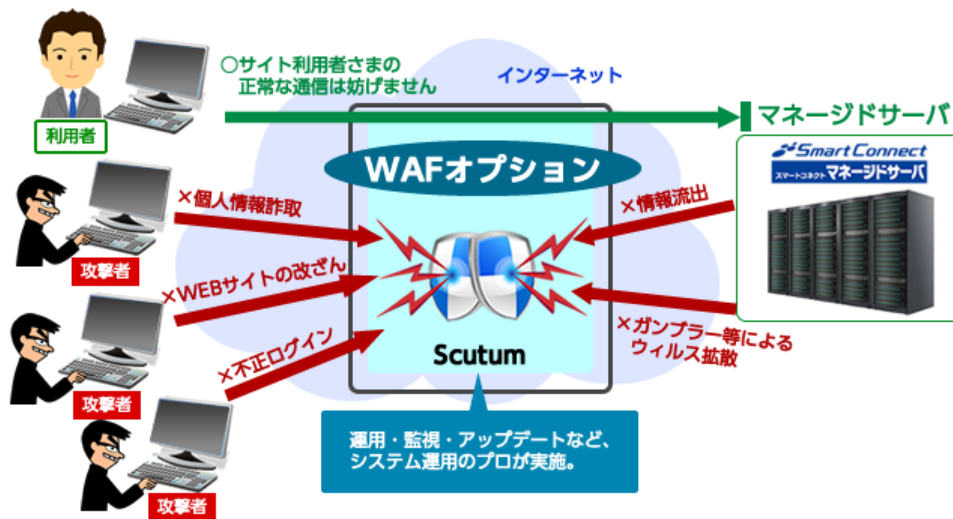 ○サイト利用者さまの
正常な通信は妨げません
インターネット
利用者
マネージドサーバ
WAFオプション
SmartConnect
スマートコネクト マネージドサーバ
×個人情報詐取
×情報流出
攻撃者
×WEBサイトの改ざん
×不正ログイン
×ガンブラー等による
ウィルス拡散
Scutum
攻撃者
運用・監視・アップデートなど、
システム運用のプロが実施。
攻撃者